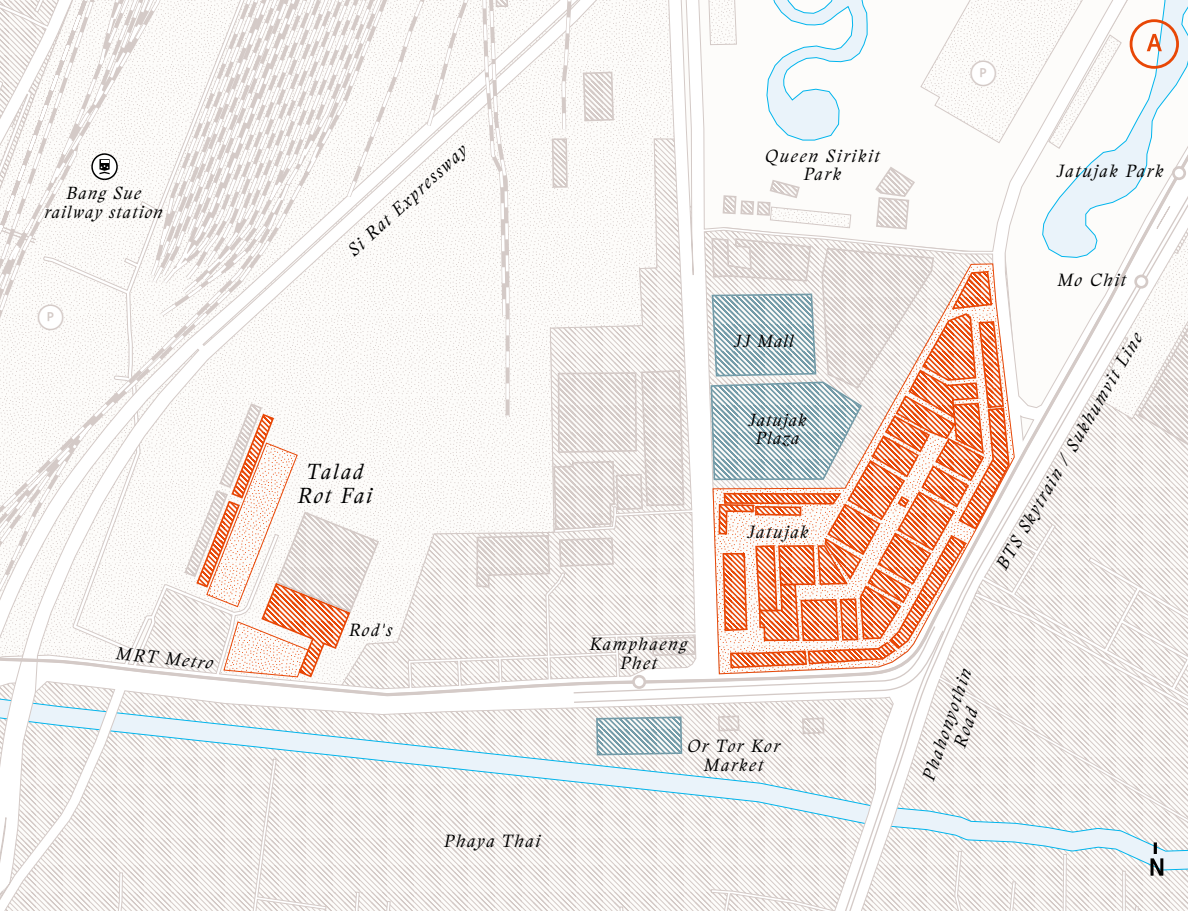 A
P
Queen Sirikit
Park
Jatujak Park
Bang Sue
railway station
Si Rat Expressway
Mo Chit
P
JJ Mall
Jatujak
Plaza
BTS Skytrain / Sukhumvit Line
Talad
Rot Fai
Jatujak
Rod's
Kamphaeng
Phet
MRT Metro
Phahonyothin
Road
Or Tor Kor
Market
Phaya Thai
N